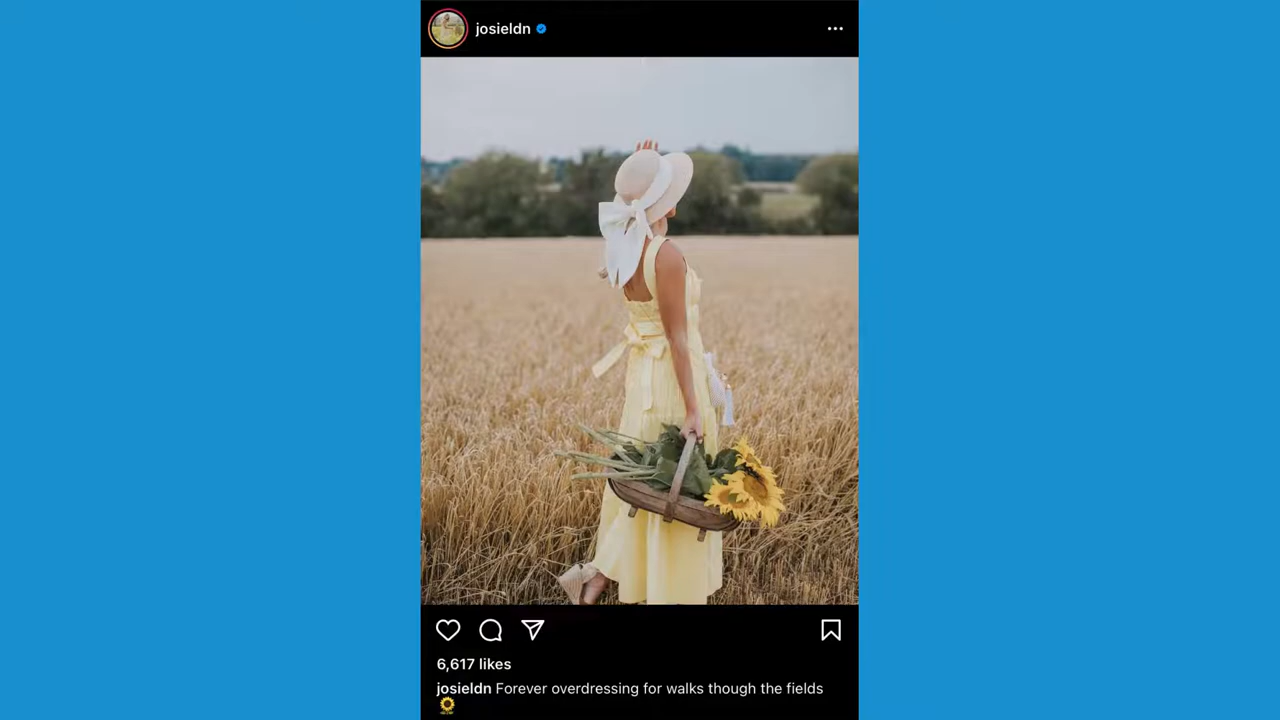 josieldn
6,617 likes
josieldn Forever overdressing for walks though the fields
🌻